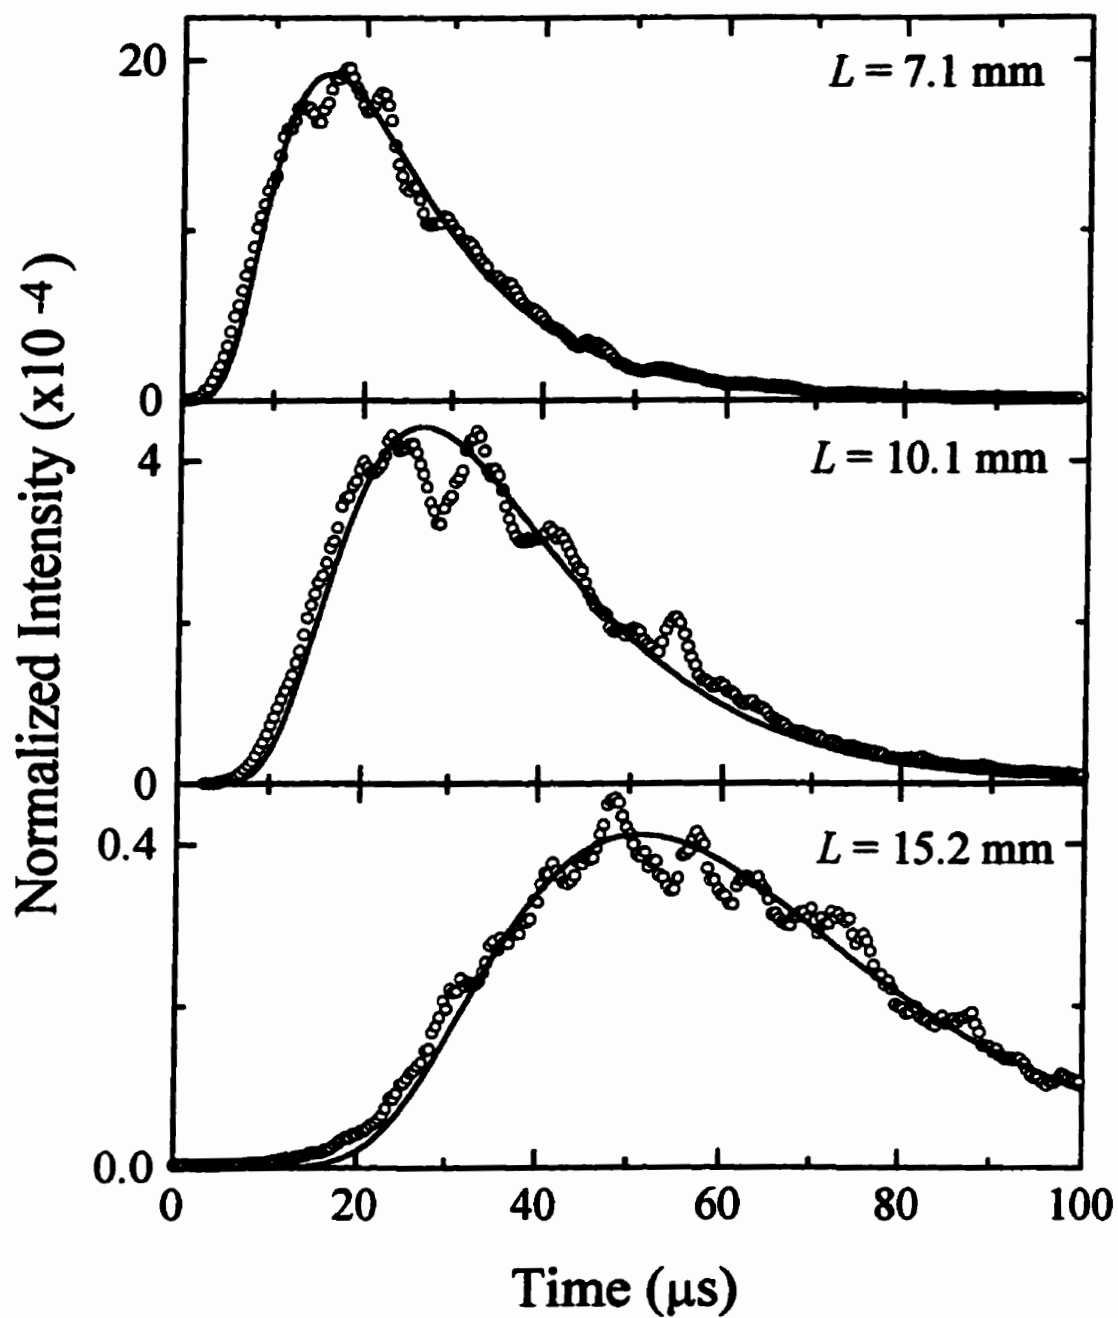 20
L = 7.1 mm
0
4
L = 10.1 mm
0
0.4
L = 15.2 mm
0.0
0 20 40 60 80 100
Time (μs)
Normalized Intensity (x10 -4)